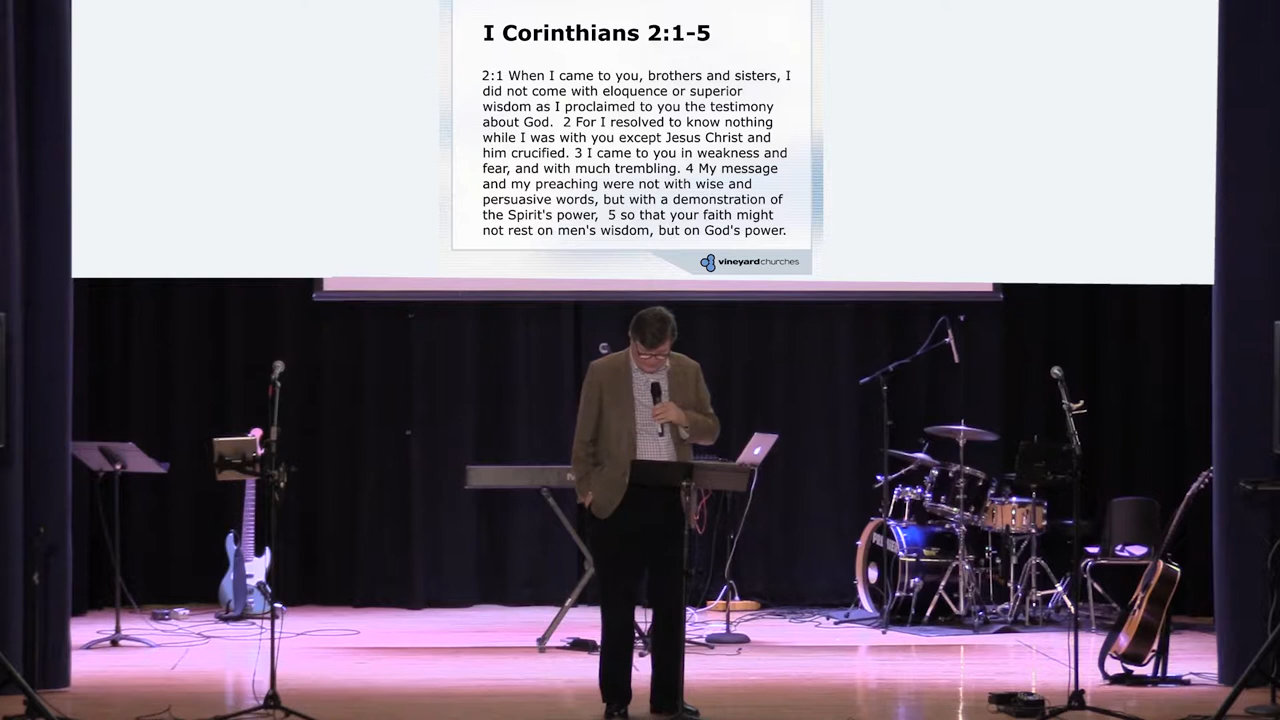 I Corinthians 2:1-5
2:1 When I came to you, brothers and sisters, I
did not come with eloquence or superior
wisdom as I proclaimed to you the testimony
about God.  2 For I resolved to know nothing
while I was with you except Jesus Christ and
him crucified. 3 I came to you in weakness and
fear, and with much trembling. 4 My message
and my preaching were not with wise and
persuasive words, but with a demonstration of
the Spirit's power,  5 so that your faith might
not rest on men's wisdom, but on God's power.
vineyardchurches